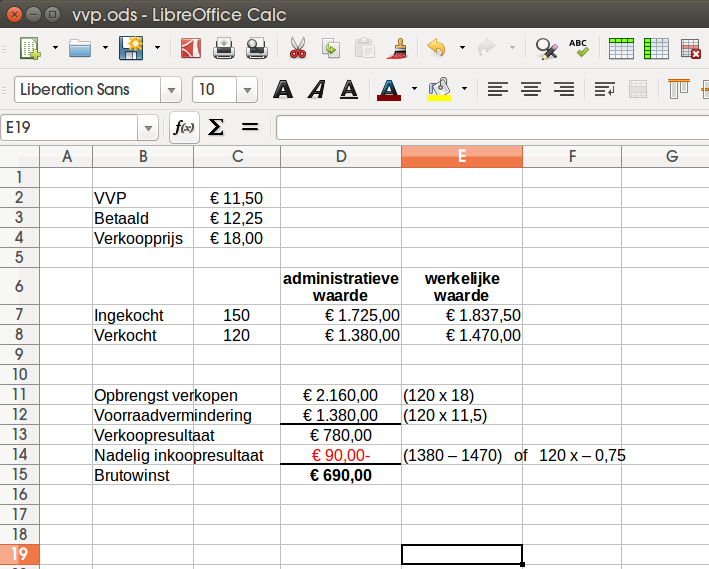 vvp.ods - LibreOffice Calc
ABC
Liberation Sans 10 A A A A
E19 f(x) Σ =
A B C D E F G
1
2 VVP € 11,50
3 Betaald € 12,25
4 Verkoopprijs € 18,00
5
6 administratieve waarde werkelijke waarde
7 Ingekocht 150 € 1.725,00 € 1.837,50
8 Verkocht 120 € 1.380,00 € 1.470,00
9
10
11 Opbrengst verkopen € 2.160,00 (120 x 18)
12 Voorraadvermindering € 1.380,00 (120 x 11,5)
13 Verkoopresultaat € 780,00
14 Nadelig inkoopresultaat € 90,00- (1380 – 1470) of 120 x – 0,75
15 Brutowinst € 690,00
16
17
18
19